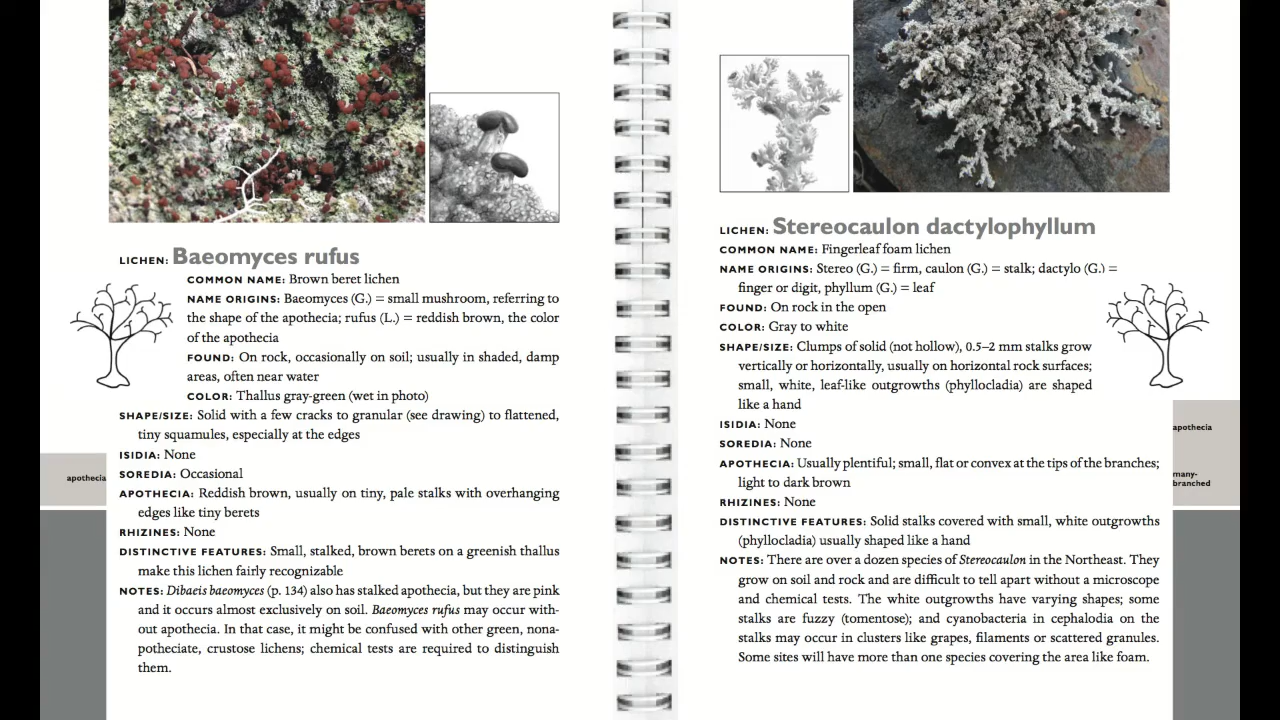 LICHEN: Baeomyces rufus
COMMON NAME: Brown beret lichen
NAME ORIGINS: Baeomyces (G.) = small mushroom, referring to
the shape of the apothecia; rufus (L.) = reddish brown, the color
of the apothecia
FOUND: On rock, occasionally on soil; usually in shaded, damp
areas, often near water
COLOR: Thallus gray-green (wet in photo)
SHAPE/SIZE: Solid with a few cracks to granular (see drawing) to flattened,
tiny squamules, especially at the edges
ISIDIA: None
SOREDIA: Occasional
apothecia
APOTHECIA: Reddish brown, usually on tiny, pale stalks with overhanging
edges like tiny berets
RHIZINES: None
DISTINCTIVE FEATURES: Small, stalked, brown berets on a greenish thallus
make this lichen fairly recognizable
NOTES: Dibaeis baeomyces (p. 134) also has stalked apothecia, but they are pink
and it occurs almost exclusively on soil. Baeomyces rufus may occur with-
out apothecia. In that case, it might be confused with other green, nona-
potheciate, crustose lichens; chemical tests are required to distinguish
them.
LICHEN: Stereocaulon dactylophyllum
COMMON NAME: Fingerleaf foam lichen
NAME ORIGINS: Stereo (G.) = firm, caulon (G.) = stalk; dactylo (G.) =
finger or digit, phyllum (G.) = leaf
FOUND: On rock in the open
COLOR: Gray to white
SHAPE/SIZE: Clumps of solid (not hollow), 0.5–2 mm stalks grow
vertically or horizontally, usually on horizontal rock surfaces;
small, white, leaf-like outgrowths (phyllocladia) are shaped
like a hand
ISIDIA: None
apothecia
SOREDIA: None
APOTHECIA: Usually plentiful; small, flat or convex at the tips of the branches;
light to dark brown
many-
branched
RHIZINES: None
DISTINCTIVE FEATURES: Solid stalks covered with small, white outgrowths
(phyllocladia) usually shaped like a hand
NOTES: There are over a dozen species of Stereocaulon in the Northeast. They
grow on soil and rock and are difficult to tell apart without a microscope
and chemical tests. The white outgrowths have varying shapes; some
stalks are fuzzy (tomentose); and cyanobacteria in cephalodia on the
stalks may occur in clusters like grapes, filaments or scattered granules.
Some sites will have more than one species covering the area like foam.